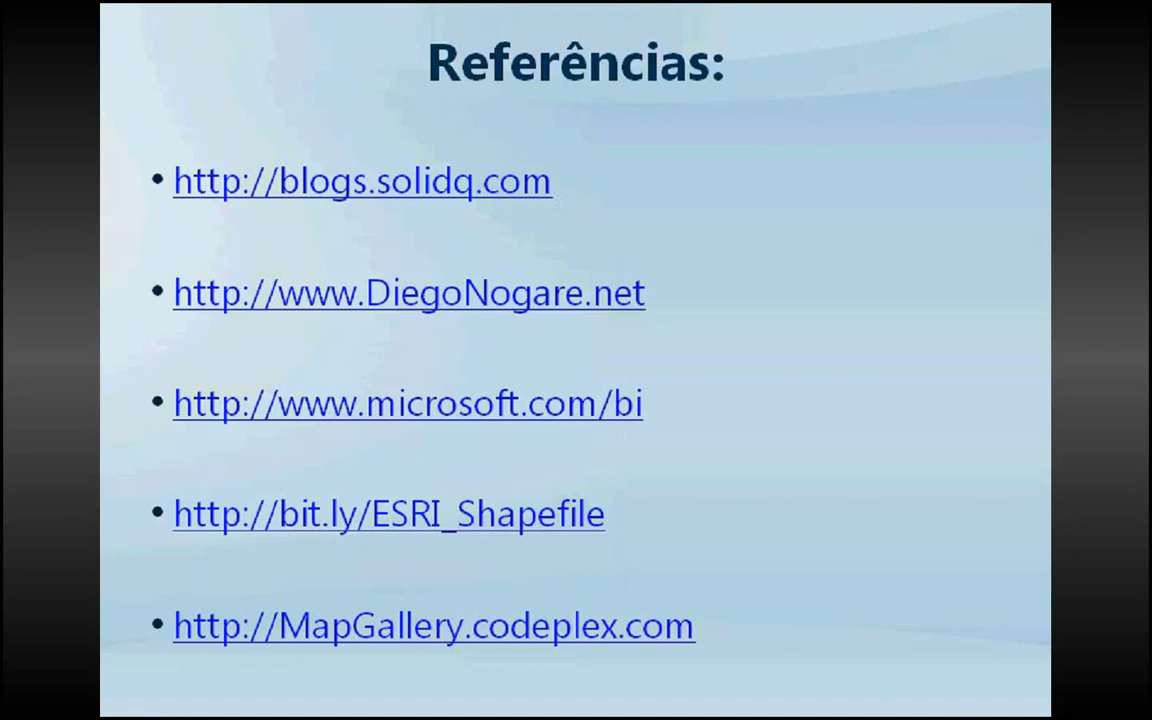 Referências:
• http://blogs.solidq.com
• http://www.DiegoNogare.net
• http://www.microsoft.com/bi
• http://bit.ly/ESRI_Shapefile
• http://MapGallery.codeplex.com